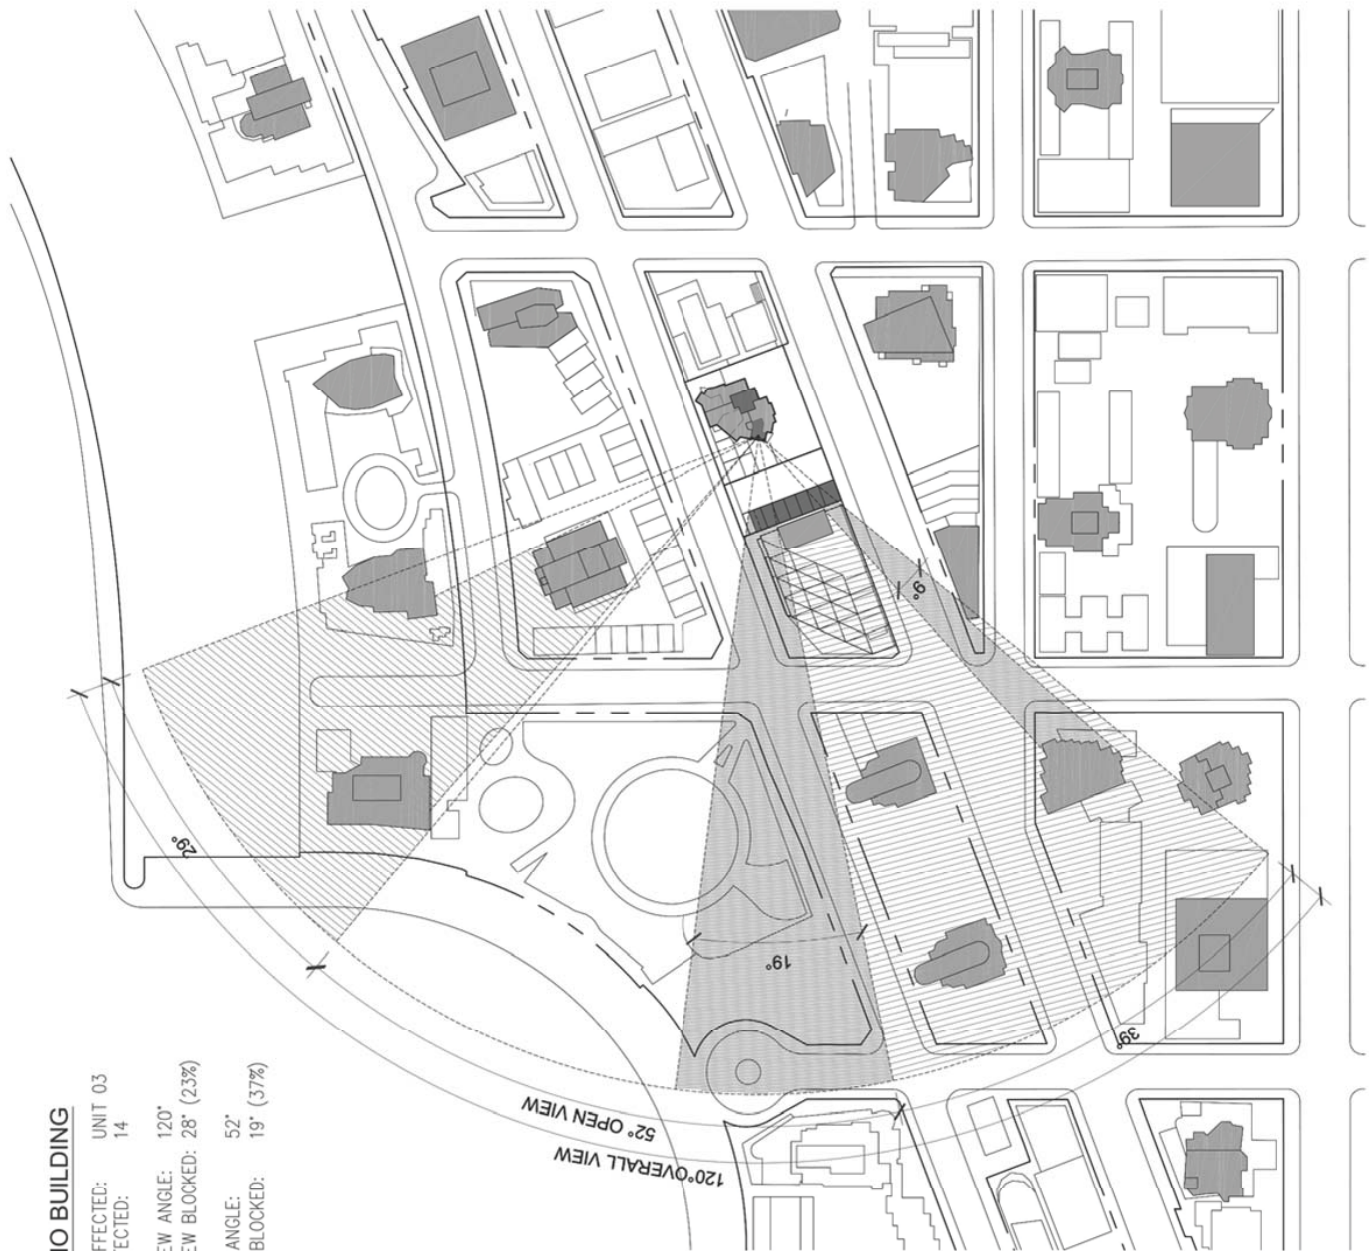 IO BUILDING
FFECTED: UNIT 03
TECTED: 14
EW ANGLE: 120°
EW BLOCKED: 28° (23%)
ANGLE: 52°
BLOCKED: 19° (37%)
29°
19°
9°
39°
52° OPEN VIEW
120° OVERALL VIEW